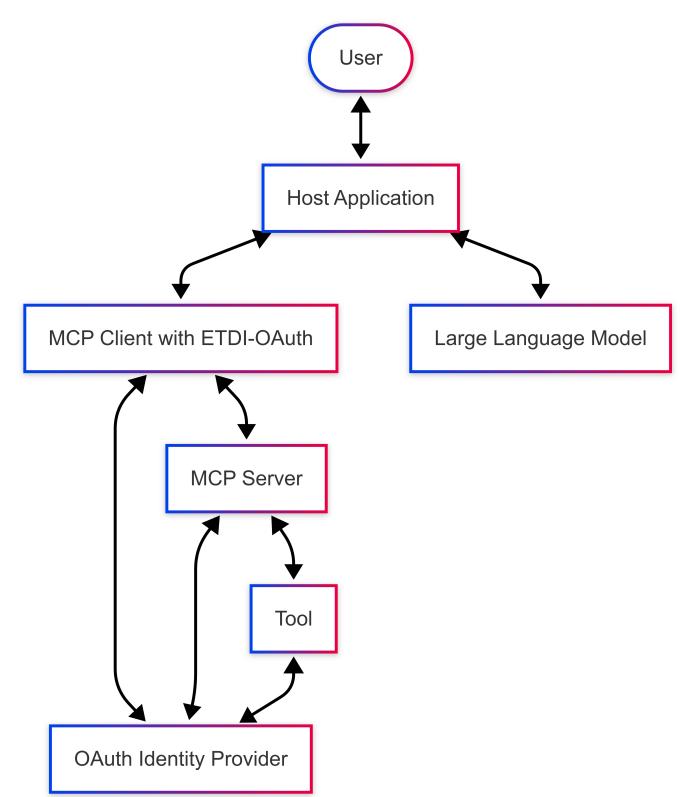 User
Host Application
MCP Client with ETDI-OAuth
Large Language Model
MCP Server
Tool
OAuth Identity Provider